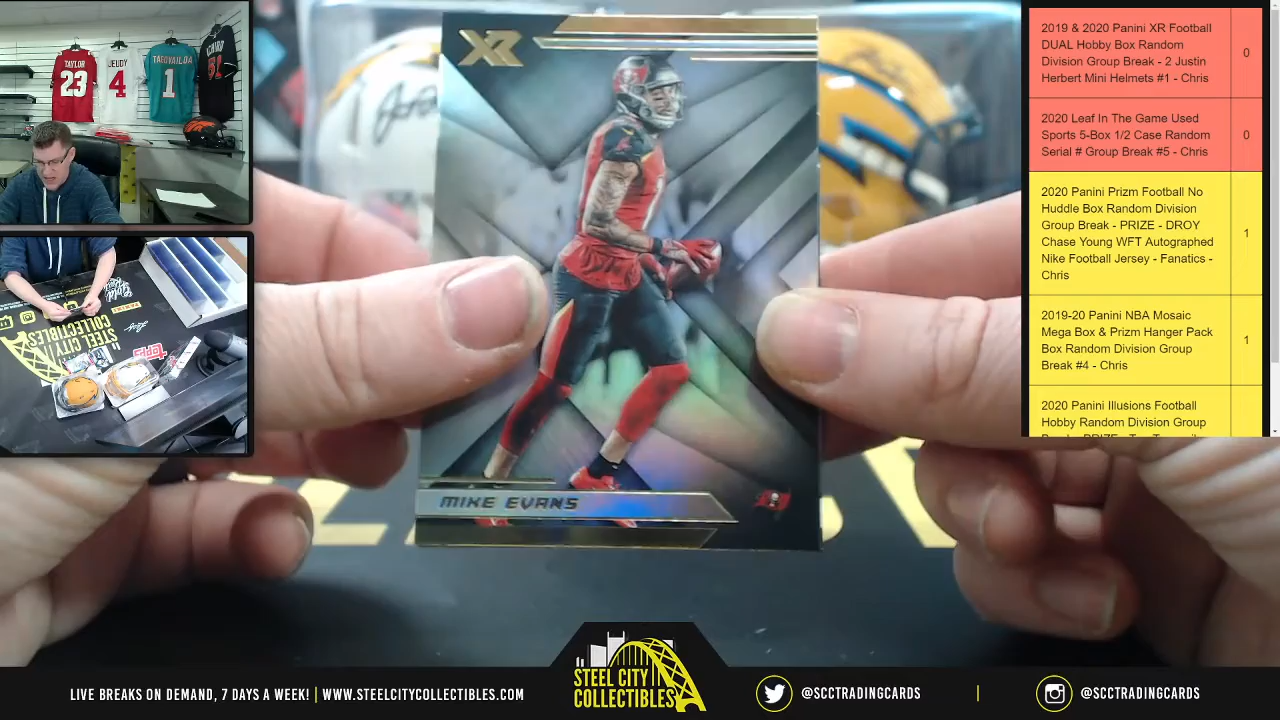 TAYLOR
23
JEUDY
4
TAGOVAILOA
1
ICHIRO
51
XR
MIKE EVANS
STEEL CITY
COLLECTIBLES
topps
2019 & 2020 Panini XR Football
DUAL Hobby Box Random
Division Group Break - 2 Justin
Herbert Mini Helmets #1 - Chris
0
2020 Leaf In The Game Used
Sports 5-Box 1/2 Case Random
Serial # Group Break #5 - Chris
0
2020 Panini Prizm Football No
Huddle Box Random Division
Group Break - PRIZE - DROY
Chase Young WFT Autographed
Nike Football Jersey - Fanatics -
Chris
1
2019-20 Panini NBA Mosaic
Mega Box & Prizm Hanger Pack
Box Random Division Group
Break #4 - Chris
1
2020 Panini Illusions Football
Hobby Random Division Group
LIVE BREAKS ON DEMAND, 7 DAYS A WEEK! | WWW.STEELCITYCOLLECTIBLES.COM
STEEL CITY
COLLECTIBLES
@SCCTRADINGCARDS
@SCCTRADINGCARDS